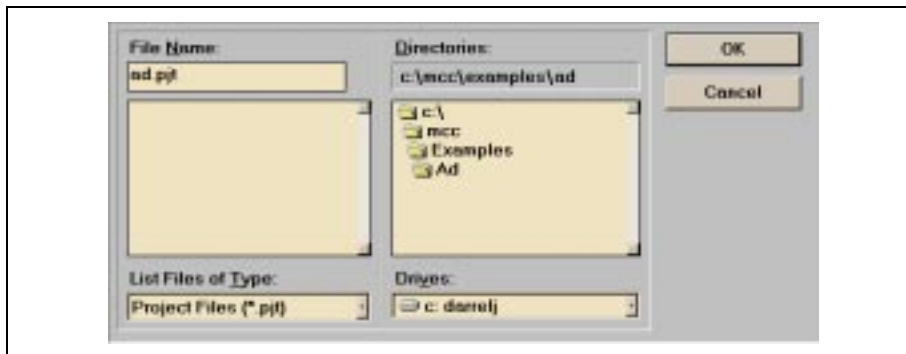 File Name:
ad.pjt
List Files of Type:
Project Files (*.pjt)
Directories:
c:\mcc\examples\ad
c:\
mcc
Examples
Ad
Drives:
c: darrelj
OK
Cancel